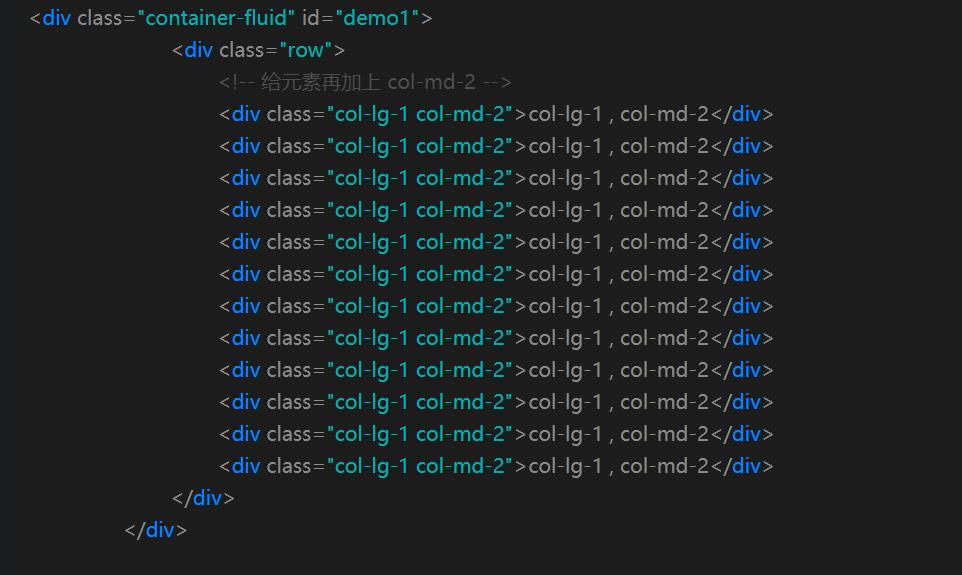 <div class="container-fluid" id="demo1">
<div class="row">
<!-- 给元素再加上 col-md-2 -->
<div class="col-lg-1 col-md-2">col-lg-1 , col-md-2</div>
<div class="col-lg-1 col-md-2">col-lg-1 , col-md-2</div>
<div class="col-lg-1 col-md-2">col-lg-1 , col-md-2</div>
<div class="col-lg-1 col-md-2">col-lg-1 , col-md-2</div>
<div class="col-lg-1 col-md-2">col-lg-1 , col-md-2</div>
<div class="col-lg-1 col-md-2">col-lg-1 , col-md-2</div>
<div class="col-lg-1 col-md-2">col-lg-1 , col-md-2</div>
<div class="col-lg-1 col-md-2">col-lg-1 , col-md-2</div>
<div class="col-lg-1 col-md-2">col-lg-1 , col-md-2</div>
<div class="col-lg-1 col-md-2">col-lg-1 , col-md-2</div>
<div class="col-lg-1 col-md-2">col-lg-1 , col-md-2</div>
<div class="col-lg-1 col-md-2">col-lg-1 , col-md-2</div>
</div>
</div>